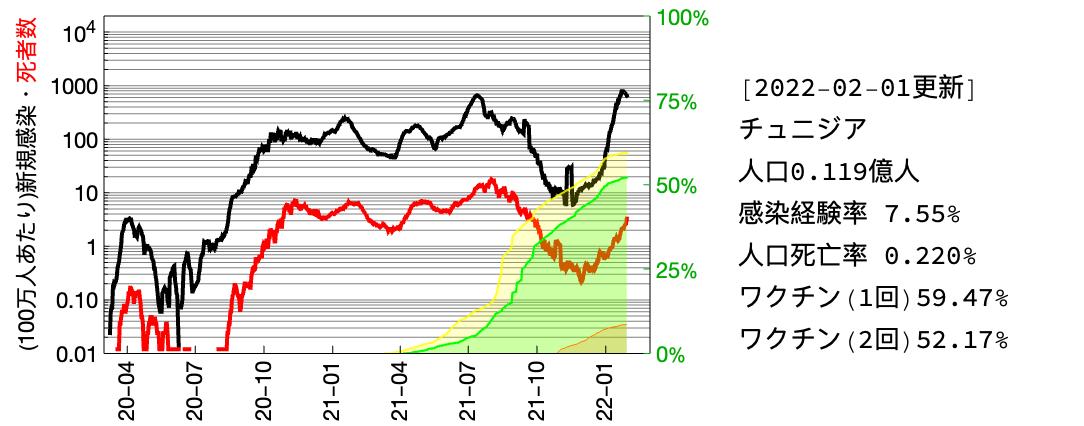 (100万人あたり)新規感染・死者数
10⁴
1000
100
10
1
0.10
0.01
100%
75%
50%
25%
0%
20-04
20-07
20-10
21-01
21-04
21-07
21-10
22-01
[2022-02-01更新]
チュニジア
人口0.119億人
感染経験率 7.55%
人口死亡率 0.220%
ワクチン(1回)59.47%
ワクチン(2回)52.17%